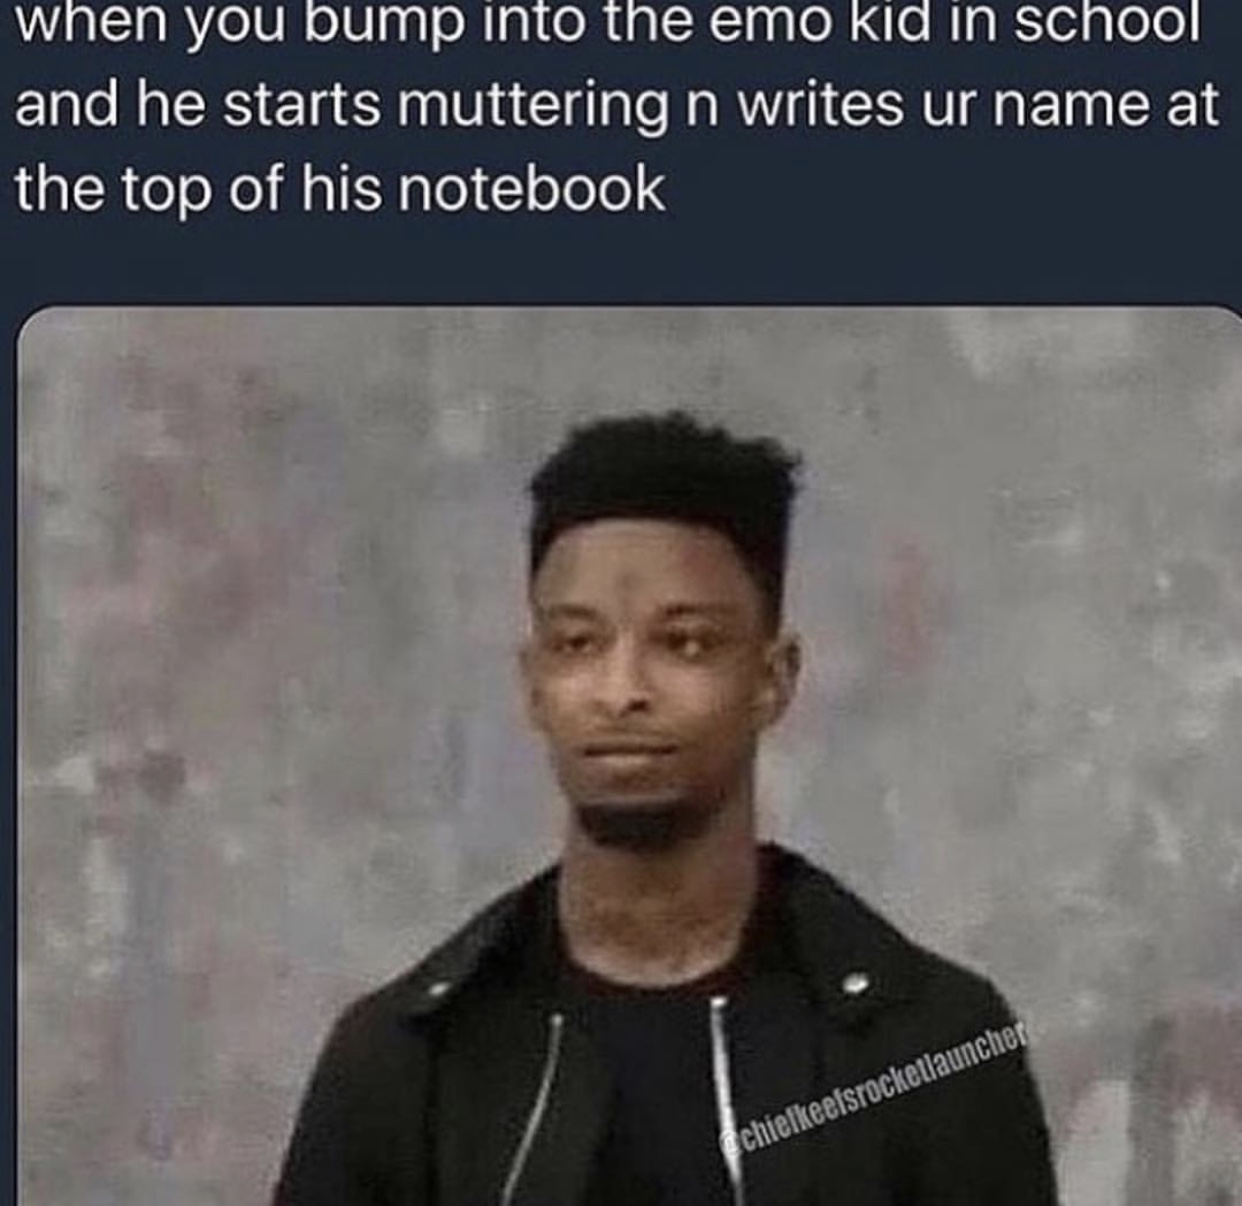 when you bump into the emo kid in school
and he starts muttering n writes ur name at
the top of his notebook
@chiefkeefsrocketlauncher